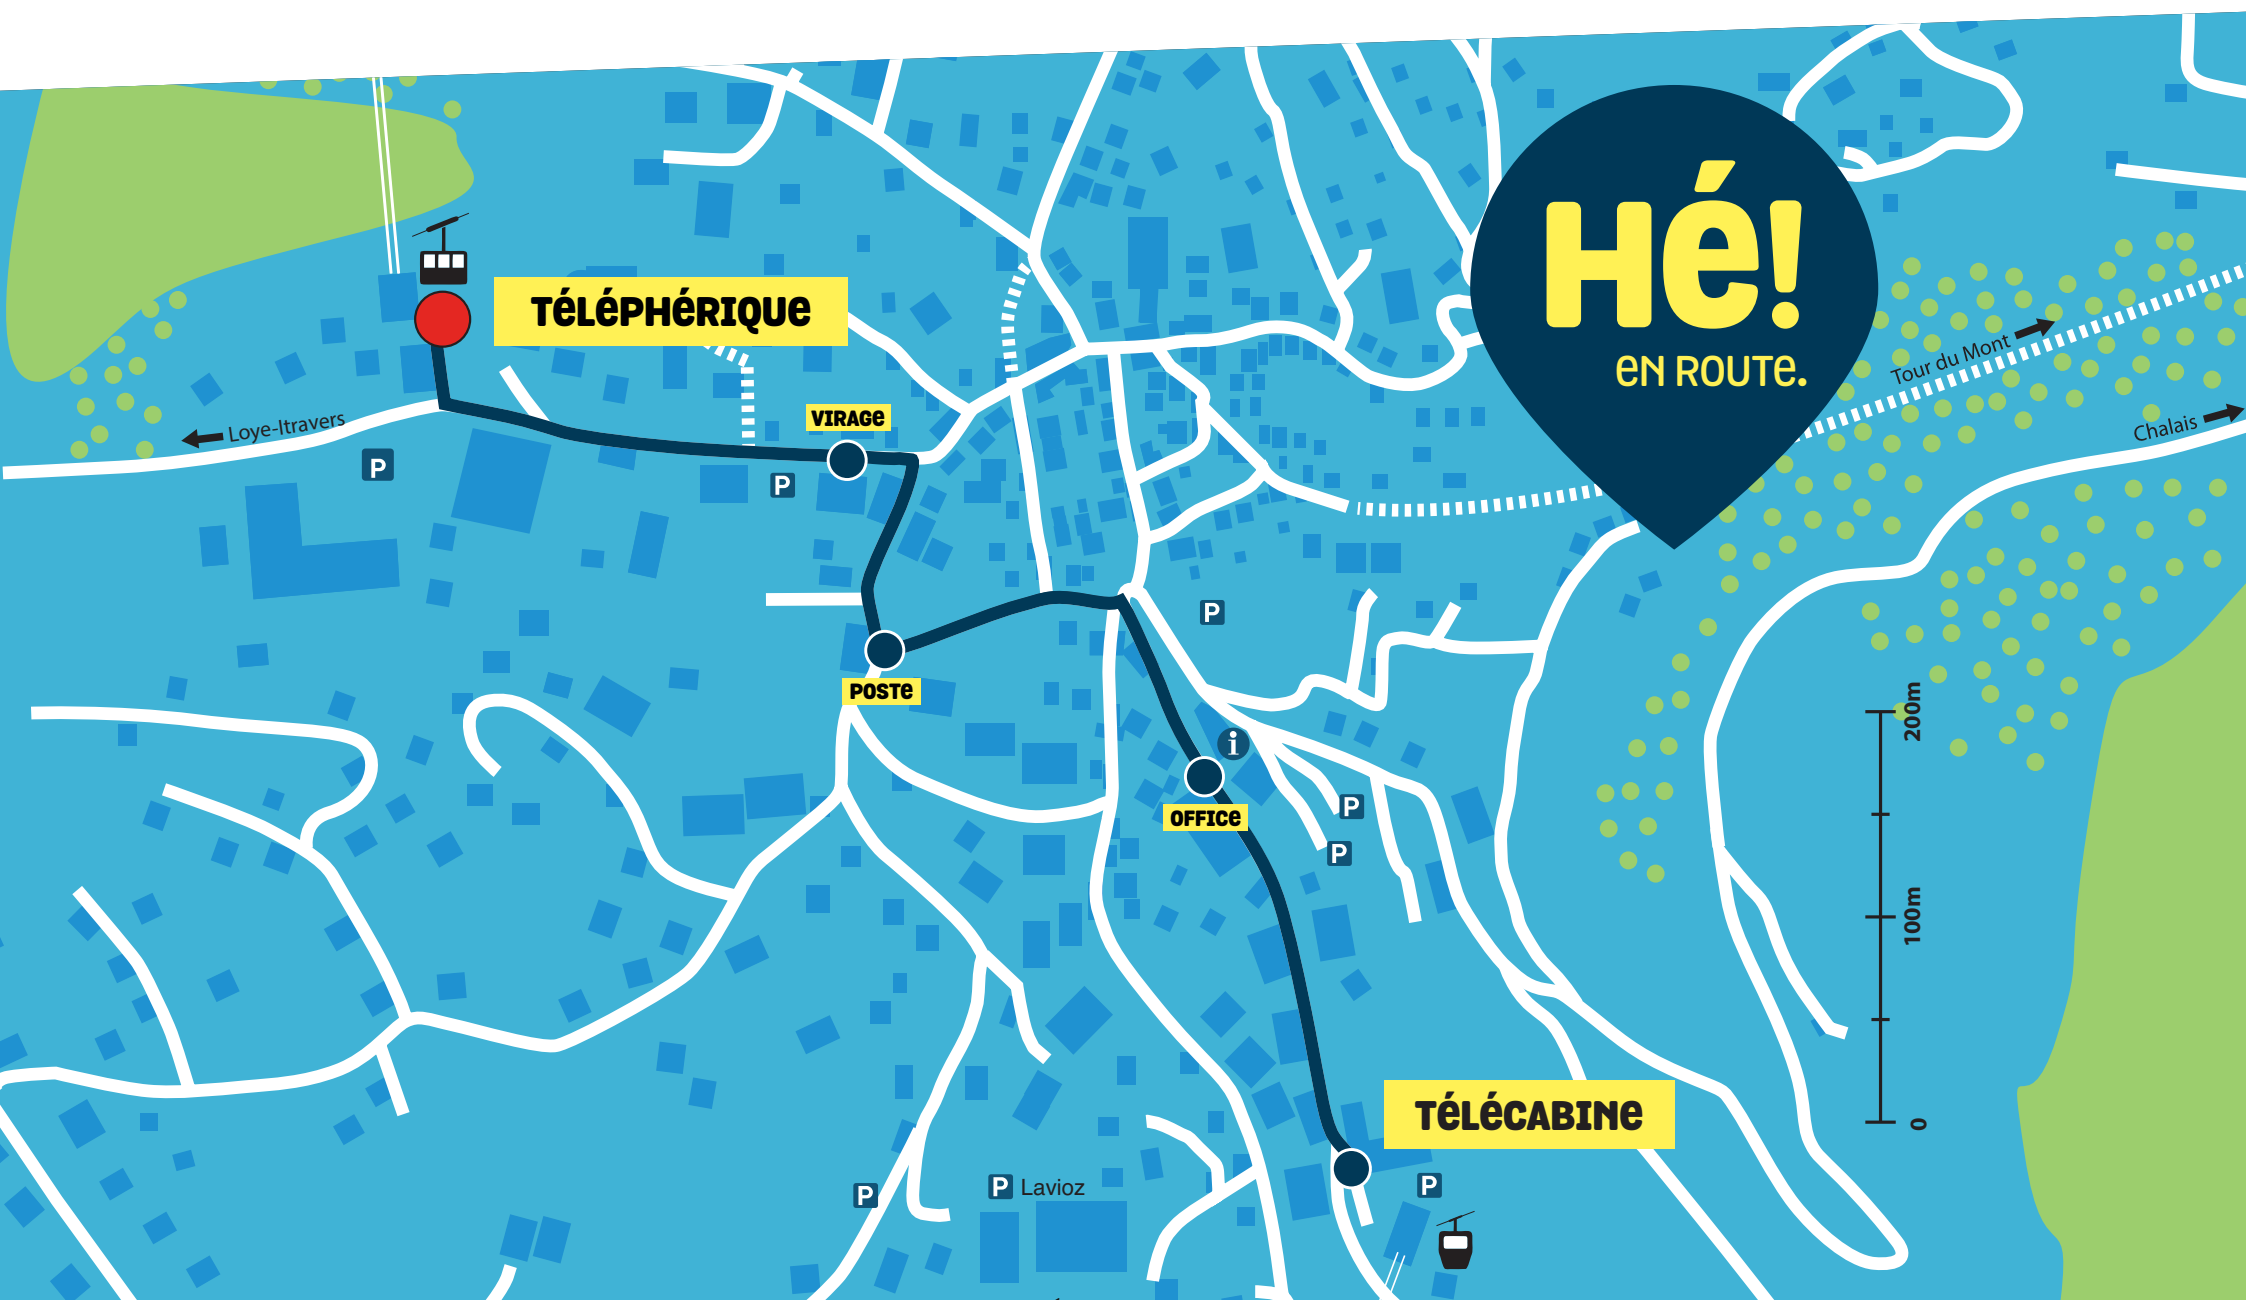 Hé!
EN ROUTE.
TÉLÉPHÉRIQUE
Tour du Mont
VIRAGE
Loye-Itravers
Chalais
P
P
P
POSTE
200m
i
P
OFFICE
P
100m
TÉLÉCABINE
0
P
P Lavioz
P